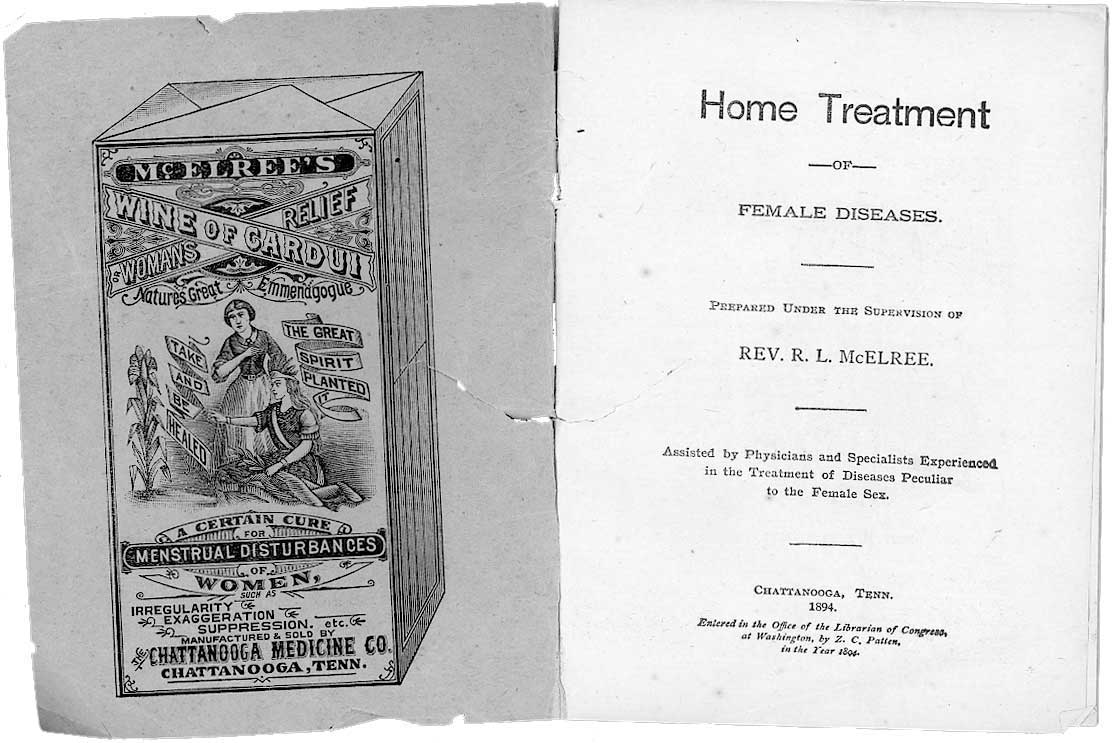 McELREE'S
WINE OF CARDUI
WOMANS RELIEF
Natures Great Emmenagogue
TAKE
AND
BE
HEALED
THE GREAT
SPIRIT
PLANTED
IT
A CERTAIN CURE
FOR
MENSTRUAL DISTURBANCES
OF
WOMEN,
SUCH AS
IRREGULARITY
EXAGGERATION
SUPPRESSION. etc.
MANUFACTURED & SOLD BY
THE CHATTANOOGA MEDICINE CO.
CHATTANOOGA, TENN.
Home Treatment
—OF—
FEMALE DISEASES.
PREPARED UNDER THE SUPERVISION OF
REV. R. L. McELREE.
Assisted by Physicians and Specialists Experienced
in the Treatment of Diseases Peculiar
to the Female Sex.
CHATTANOOGA, TENN.
1894.
Entered in the Office of the Librarian of Congress,
at Washington, by Z. C. Patten,
in the Year 1894.